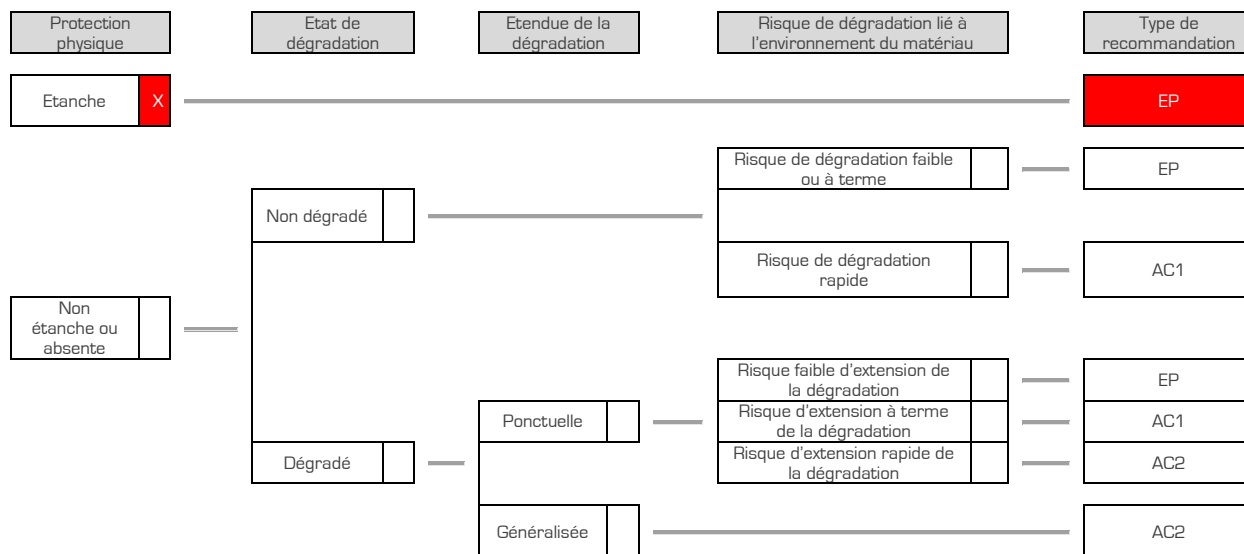 Protection
physique
Etat de
dégradation
Etendue de la
dégradation
Risque de dégradation lié à
l'environnement du matériau
Type de
recommandation
Etanche
X
EP
Risque de dégradation faible
ou à terme
EP
Non dégradé
Risque de dégradation
rapide
AC1
Non
étanche ou
absente
Risque faible d'extension de
la dégradation
EP
Ponctuelle
Risque d'extension à terme
de la dégradation
AC1
Dégradé
Risque d'extension rapide de
la dégradation
AC2
Généralisée
AC2